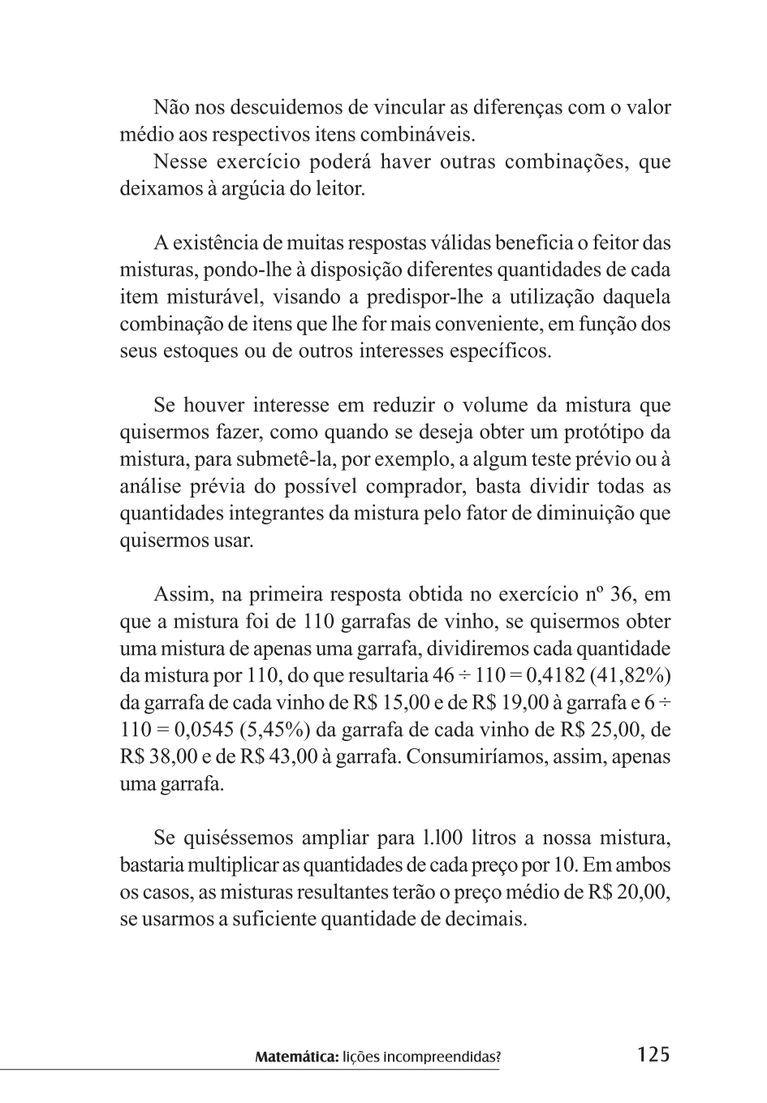 Não nos descuidemos de vincular as diferenças com o valor
médio aos respectivos itens combináveis.
Nesse exercício poderá haver outras combinações, que
deixamos à argúcia do leitor.
A existência de muitas respostas válidas beneficia o feitor das
misturas, pondo-lhe à disposição diferentes quantidades de cada
item misturável, visando a predispor-lhe a utilização daquela
combinação de itens que lhe for mais conveniente, em função dos
seus estoques ou de outros interesses específicos.
Se houver interesse em reduzir o volume da mistura que
quisermos fazer, como quando se deseja obter um protótipo da
mistura, para submetê-la, por exemplo, a algum teste prévio ou à
análise prévia do possível comprador, basta dividir todas as
quantidades integrantes da mistura pelo fator de diminuição que
quisermos usar.
Assim, na primeira resposta obtida no exercício nº 36, em
que a mistura foi de 110 garrafas de vinho, se quisermos obter
uma mistura de apenas uma garrafa, dividiremos cada quantidade
da mistura por 110, do que resultaria 46 ÷ 110 = 0,4182 (41,82%)
da garrafa de cada vinho de R$ 15,00 e de R$ 19,00 à garrafa e 6 ÷
110 = 0,0545 (5,45%) da garrafa de cada vinho de R$ 25,00, de
R$ 38,00 e de R$ 43,00 à garrafa. Consumiríamos, assim, apenas
uma garrafa.
Se quiséssemos ampliar para l.l00 litros a nossa mistura,
bastaria multiplicar as quantidades de cada preço por 10. Em ambos
os casos, as misturas resultantes terão o preço médio de R$ 20,00,
se usarmos a suficiente quantidade de decimais.
Matemática: lições incompreendidas? 125